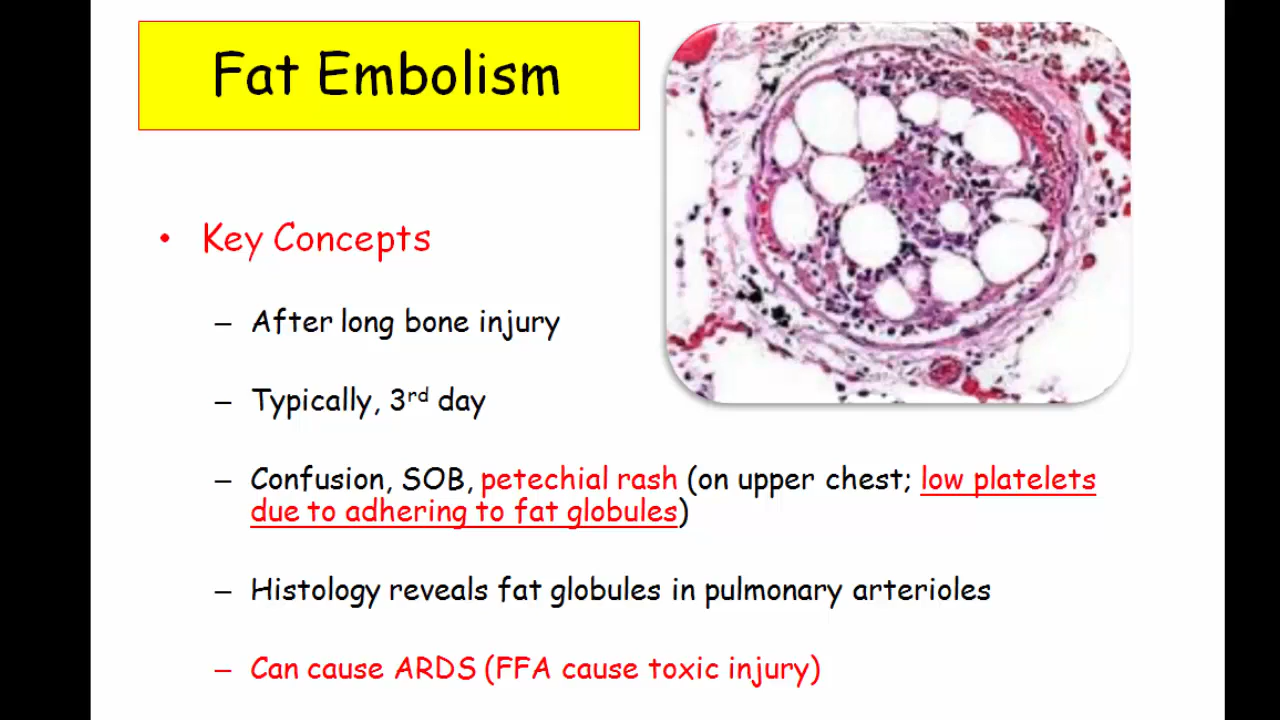 Fat Embolism
• Key Concepts
– After long bone injury
– Typically, 3rd day
– Confusion, SOB, petechial rash (on upper chest; low platelets
due to adhering to fat globules)
– Histology reveals fat globules in pulmonary arterioles
– Can cause ARDS (FFA cause toxic injury)